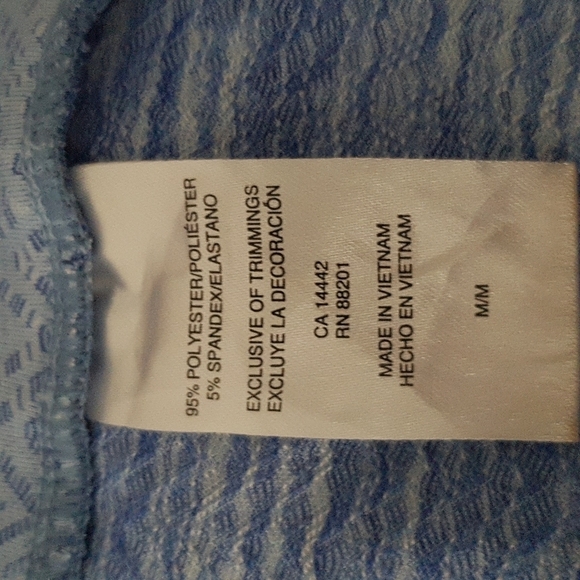 95% POLYESTER/POLIÉSTER
5% SPANDEX/ELASTANO
EXCLUSIVE OF TRIMMINGS
EXCLUYE LA DECORACIÓN
CA 14442
RN 88201
MADE IN VIETNAM
HECHO EN VIETNAM
M/M